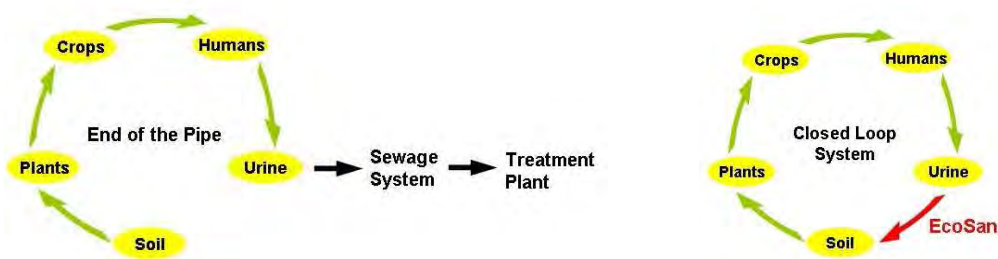 Crops
Humans
End of the Pipe
Plants
Urine
Sewage
System
Treatment
Plant
Soil
Crops
Humans
Closed Loop
System
Plants
Urine
EcoSan
Soil